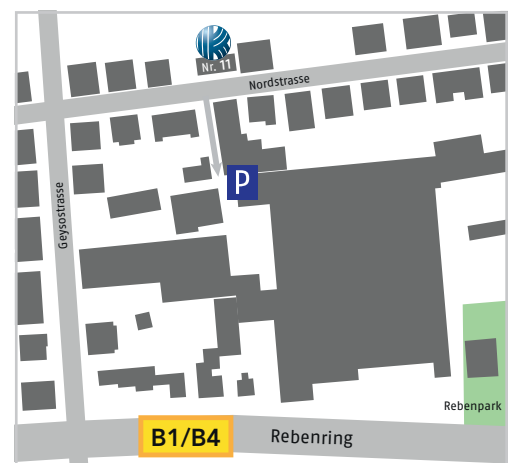 Nr. 11
Nordstrasse
P
Geysostrasse
Rebenpark
B1/B4
Rebenring